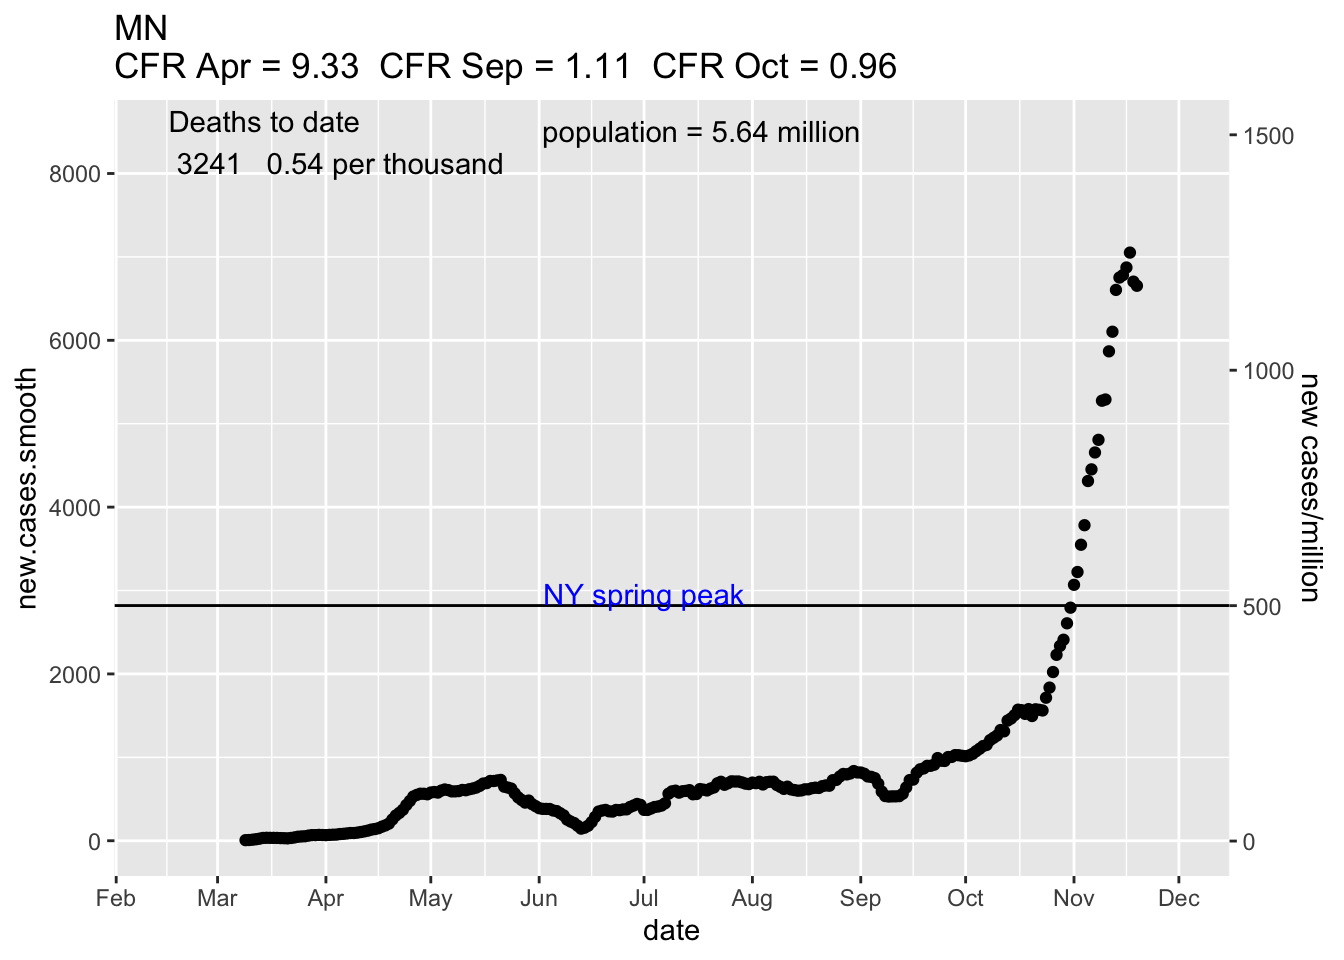 MN
CFR Apr = 9.33  CFR Sep = 1.11  CFR Oct = 0.96
Deaths to date
3241   0.54 per thousand
population = 5.64 million
NY spring peak
new.cases.smooth
8000
6000
4000
2000
0
1500
1000
500
0
new cases/million
Feb Mar Apr May Jun Jul Aug Sep Oct Nov Dec
date